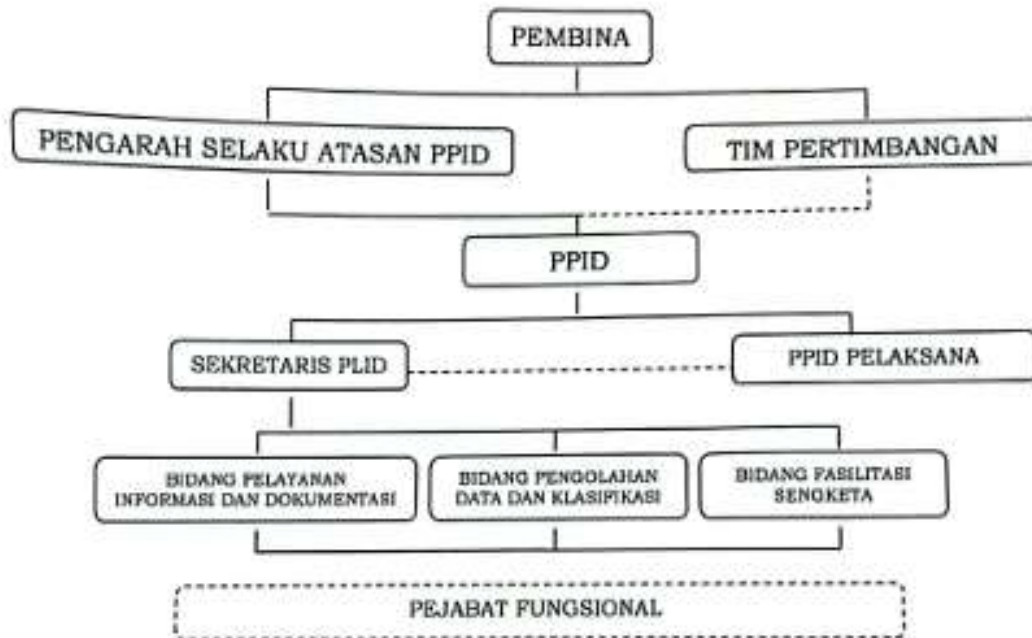 PEMBINA
PENGARAH SELAKU ATASAN PPID
TIM PERTIMBANGAN
PPID
SEKRETARIS PLID
PPID PELAKSANA
BIDANG PELAYANAN
INFORMASI DAN DOKUMENTASI
BIDANG PENGOLAHAN
DATA DAN KLASIFIKASI
BIDANG FASILITASI
SENGKETA
PEJABAT FUNGSIONAL